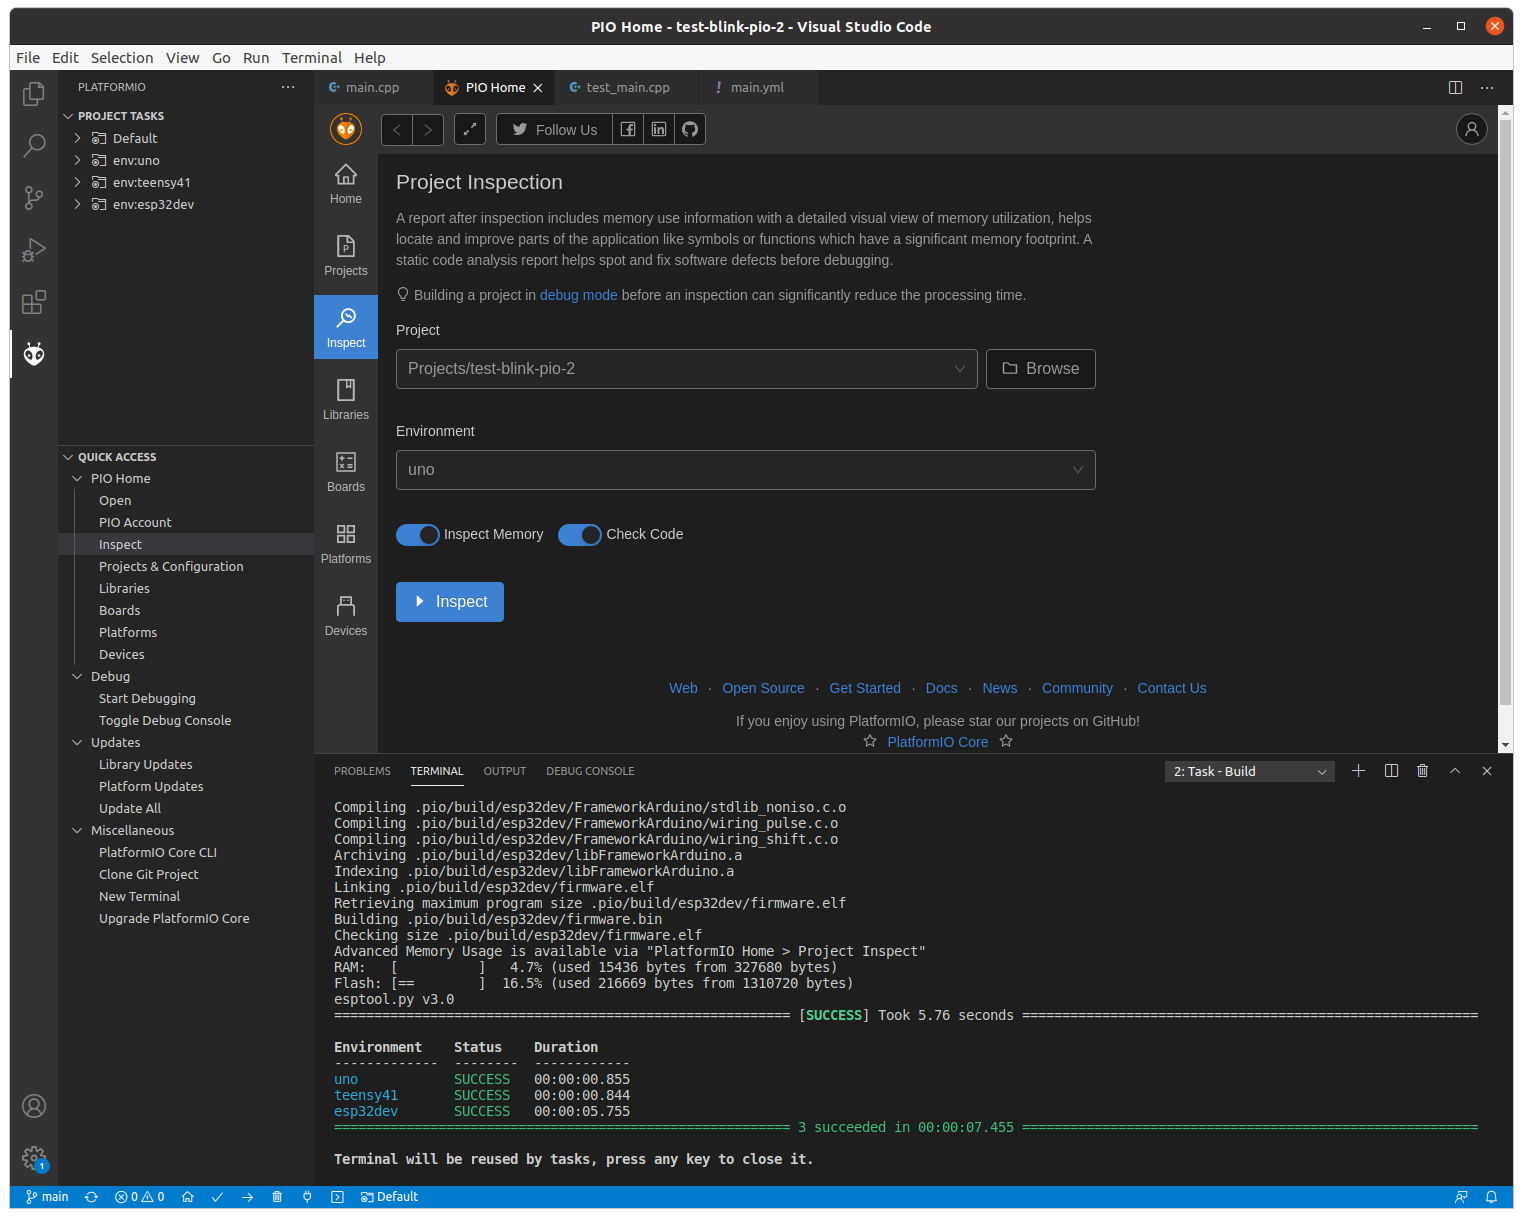 PIO Home - test-blink-pio-2 - Visual Studio Code
File Edit Selection View Go Run Terminal Help
PLATFORMIO
PROJECT TASKS
Default
env:uno
env:teensy41
env:esp32dev
QUICK ACCESS
PIO Home
Open
PIO Account
Inspect
Projects & Configuration
Libraries
Boards
Platforms
Devices
Debug
Start Debugging
Toggle Debug Console
Updates
Library Updates
Platform Updates
Update All
Miscellaneous
PlatformIO Core CLI
Clone Git Project
New Terminal
Upgrade PlatformIO Core
main.cpp PIO Home test_main.cpp ! main.yml
Follow Us
Home
Projects
Inspect
Libraries
Boards
Platforms
Devices
Project Inspection
A report after inspection includes memory use information with a detailed visual view of memory utilization, helps
locate and improve parts of the application like symbols or functions which have a significant memory footprint. A
static code analysis report helps spot and fix software defects before debugging.
Building a project in debug mode before an inspection can significantly reduce the processing time.
Project
Projects/test-blink-pio-2 Browse
Environment
uno
Inspect Memory Check Code
Inspect
Web · Open Source · Get Started · Docs · News · Community · Contact Us
If you enjoy using PlatformIO, please star our projects on GitHub!
PlatformIO Core
PROBLEMS TERMINAL OUTPUT DEBUG CONSOLE 2: Task - Build
Compiling .pio/build/esp32dev/FrameworkArduino/stdlib_noniso.c.o
Compiling .pio/build/esp32dev/FrameworkArduino/wiring_pulse.c.o
Compiling .pio/build/esp32dev/FrameworkArduino/wiring_shift.c.o
Archiving .pio/build/esp32dev/libFrameworkArduino.a
Indexing .pio/build/esp32dev/libFrameworkArduino.a
Linking .pio/build/esp32dev/firmware.elf
Retrieving maximum program size .pio/build/esp32dev/firmware.elf
Building .pio/build/esp32dev/firmware.bin
Checking size .pio/build/esp32dev/firmware.elf
Advanced Memory Usage is available via "PlatformIO Home > Project Inspect"
RAM:   [          ]   4.7% (used 15436 bytes from 327680 bytes)
Flash: [==        ]  16.5% (used 216669 bytes from 1310720 bytes)
esptool.py v3.0
========================================================= [SUCCESS] Took 5.76 seconds =========================================================
Environment    Status    Duration
-------------  --------  ------------
uno            SUCCESS   00:00:00.855
teensy41       SUCCESS   00:00:00.844
esp32dev       SUCCESS   00:00:05.755
========================================================= 3 succeeded in 00:00:07.455 =========================================================
Terminal will be reused by tasks, press any key to close it.
1
main 0 0 Default